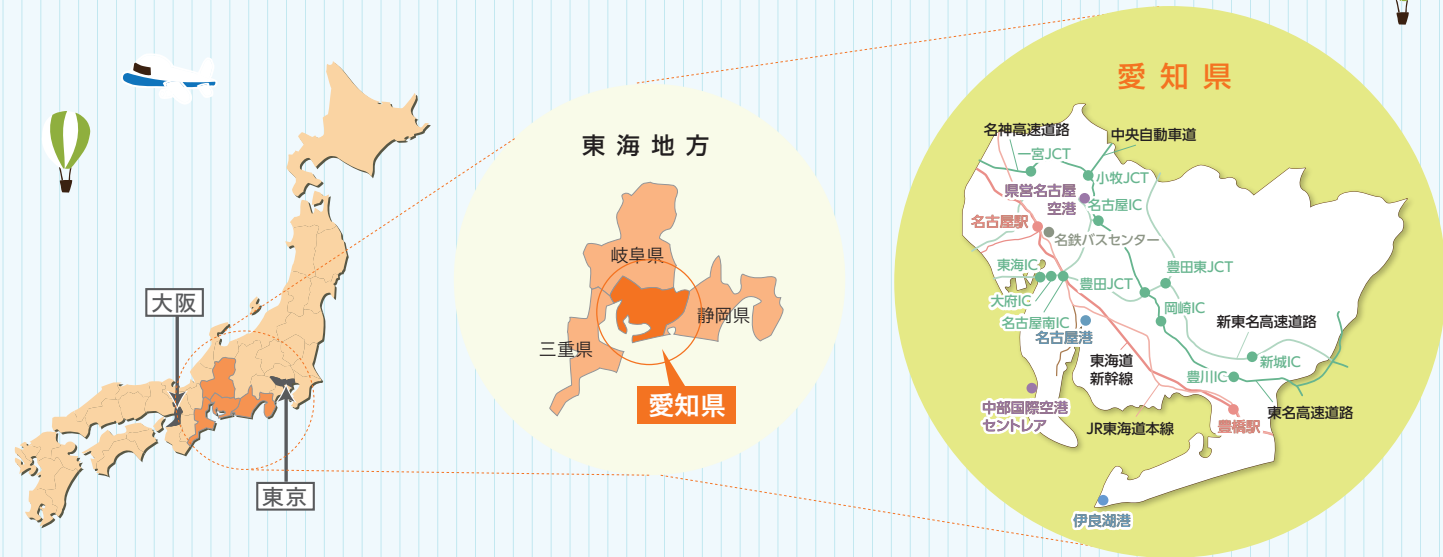 大阪
東京
東海地方
岐阜県
静岡県
三重県
愛知県
愛知県
名神高速道路
中央自動車道
一宮JCT
小牧JCT
県営名古屋
空港
名古屋IC
名古屋駅
名鉄バスセンター
東海IC
豊田JCT
豊田東JCT
大府IC
岡崎IC
名古屋南IC
新東名高速道路
名古屋港
東海道
新幹線
新城IC
豊川IC
中部国際空港
セントレア
東名高速道路
JR東海道本線
豊橋駅
伊良湖港